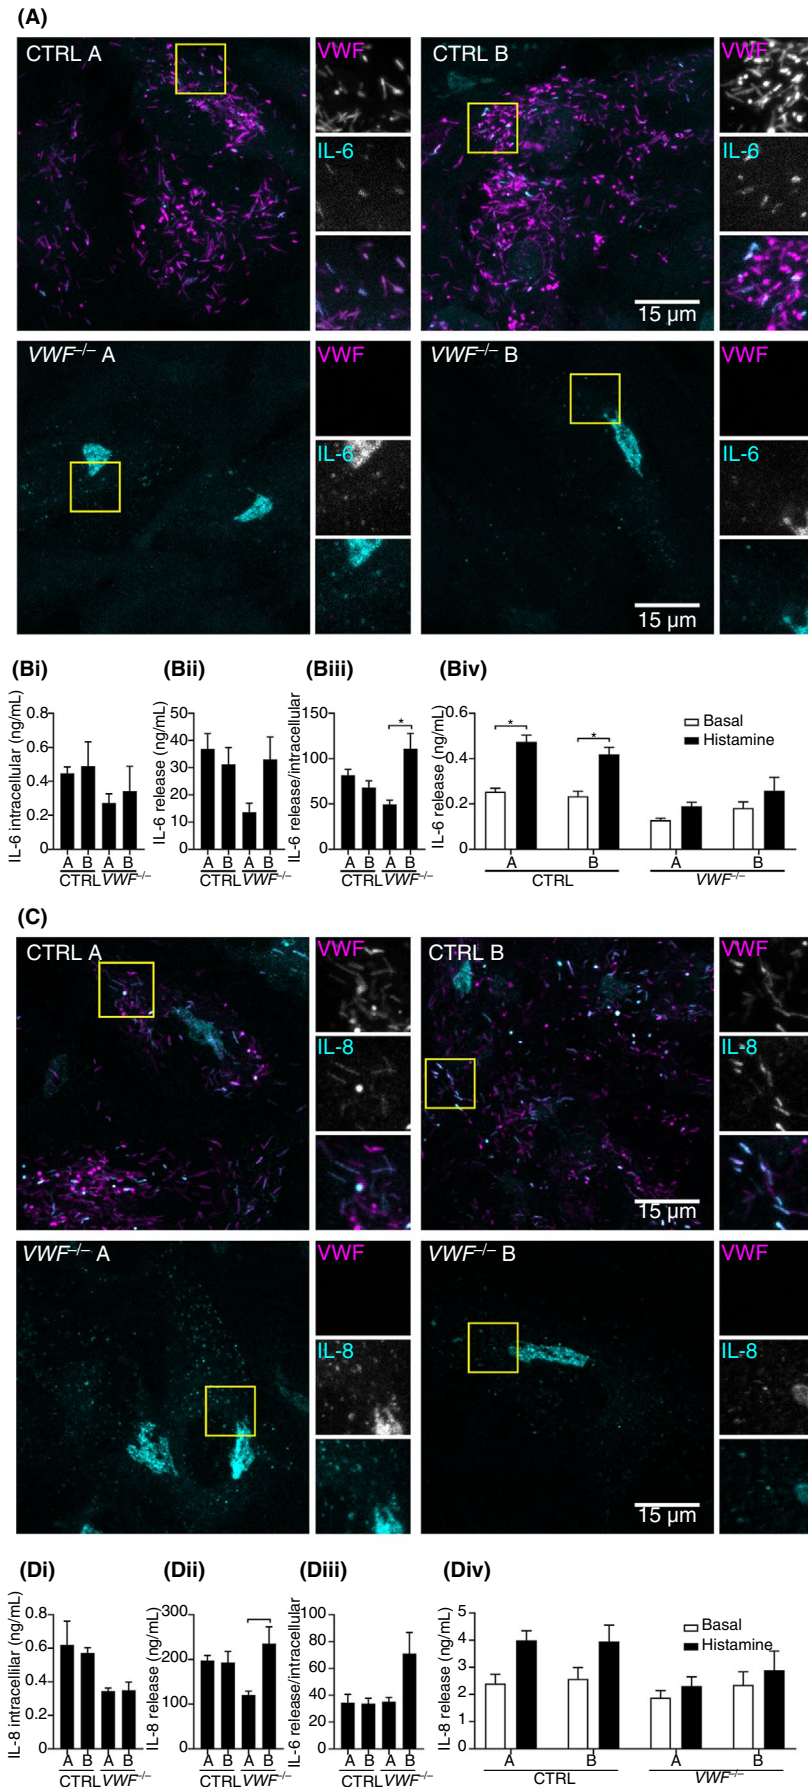 (A)
CTRL A
VWF
IL-6
CTRL B
VWF
IL-6
15 µm
VWF–/– A
VWF
IL-6
VWF–/– B
VWF
IL-6
15 µm
(Bi)
IL-6 intracellular (ng/mL)
0.8
0.6
0.4
0.2
0
A B A B
CTRL VWF–/–
(Bii)
IL-6 release (ng/mL)
50
40
30
20
10
0
A B A B
CTRL VWF–/–
(Biii)
IL-6 release/intracellular
150
100
50
0
*
A B A B
CTRL VWF–/–
(Biv)
IL-6 release (ng/mL)
0.6
0.4
0.2
0
* *
Basal
Histamine
A B A B
CTRL VWF–/–
(C)
CTRL A
VWF
IL-8
CTRL B
VWF
IL-8
15 µm
VWF–/– A
VWF
IL-8
VWF–/– B
VWF
IL-8
15 µm
(Di)
IL-8 intracellilar (ng/mL)
0.8
0.6
0.4
0.2
0
A B A B
CTRL VWF–/–
(Dii)
IL-8 release (ng/mL)
300
200
100
0
A B A B
CTRL VWF–/–
(Diii)
IL-6 release/intracellular
100
80
60
40
20
0
A B A B
CTRL VWF–/–
(Div)
IL-8 release (ng/mL)
5
4
3
2
1
0
Basal
Histamine
A B A B
CTRL VWF–/–